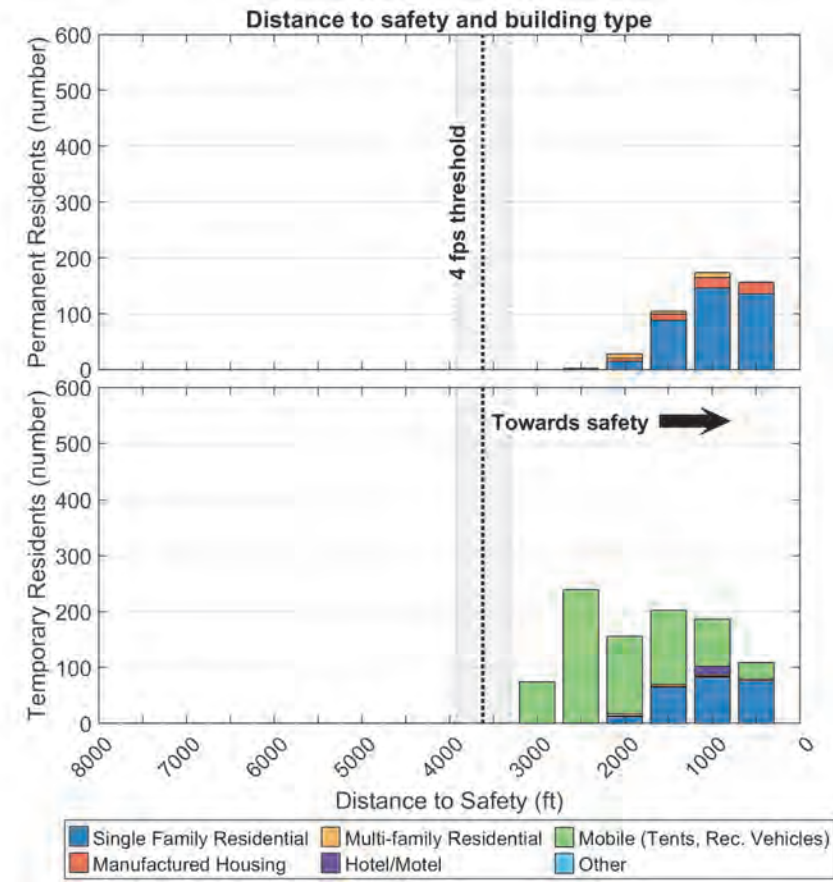 Distance to safety and building type
Permanent Residents (number)
600
500
400
300
200
100
0
4 fps threshold
Temporary Residents (number)
600
500
400
300
200
100
0
Towards safety
8000
7000
6000
5000
4000
3000
2000
1000
0
Distance to Safety (ft)
Single Family Residential
Multi-family Residential
Mobile (Tents, Rec. Vehicles)
Manufactured Housing
Hotel/Motel
Other